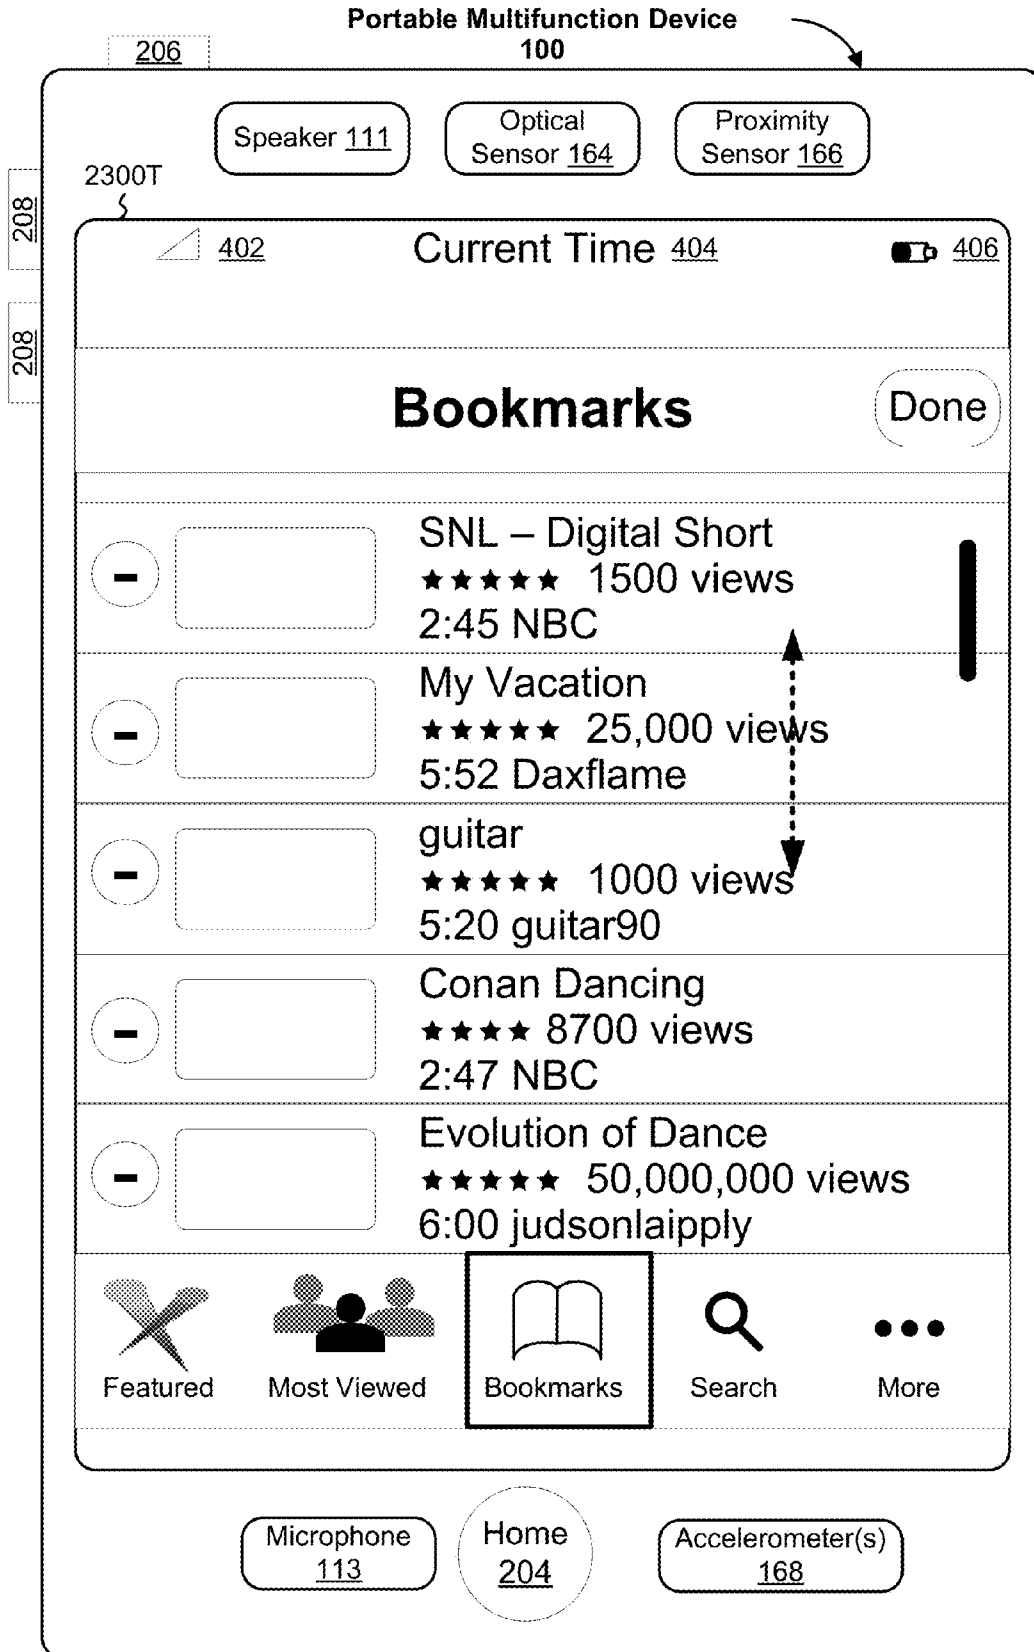 Portable Multifunction Device
100
206
Speaker 111
Optical
Sensor 164
Proximity
Sensor 166
2300T
208
208
402
Current Time 404
406
Bookmarks
Done
SNL – Digital Short
★★★★★ 1500 views
2:45 NBC
My Vacation
★★★★★ 25,000 views
5:52 Daxflame
guitar
★★★★★ 1000 views
5:20 guitar90
Conan Dancing
★★★★ 8700 views
2:47 NBC
Evolution of Dance
★★★★★ 50,000,000 views
6:00 judsonlaipply
Featured
Most Viewed
Bookmarks
Search
More
Microphone
113
Home
204
Accelerometer(s)
168